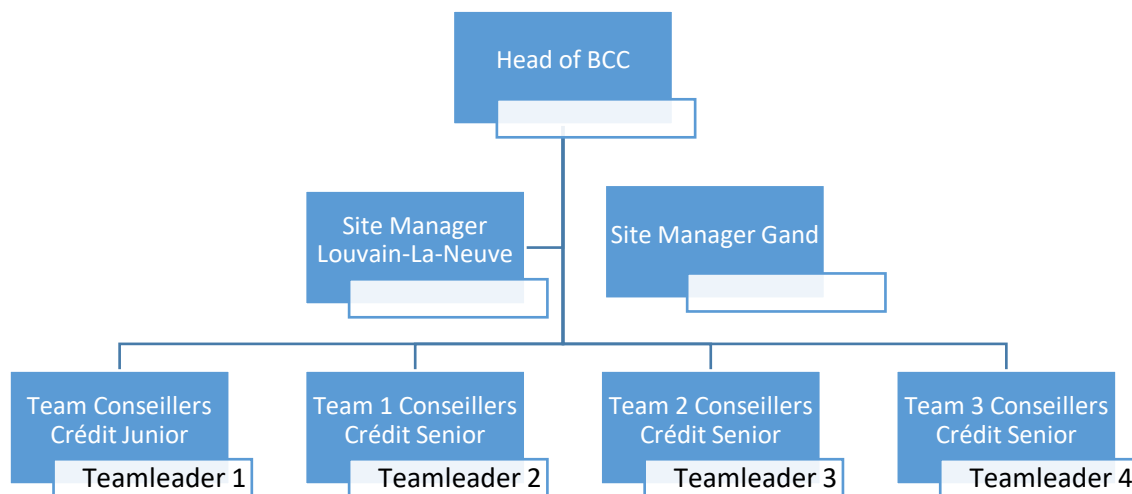 Head of BCC
Site Manager
Louvain-La-Neuve
Site Manager Gand
Team Conseillers
Crédit Junior
Teamleader 1
Team 1 Conseillers
Crédit Senior
Teamleader 2
Team 2 Conseillers
Crédit Senior
Teamleader 3
Team 3 Conseillers
Crédit Senior
Teamleader 4